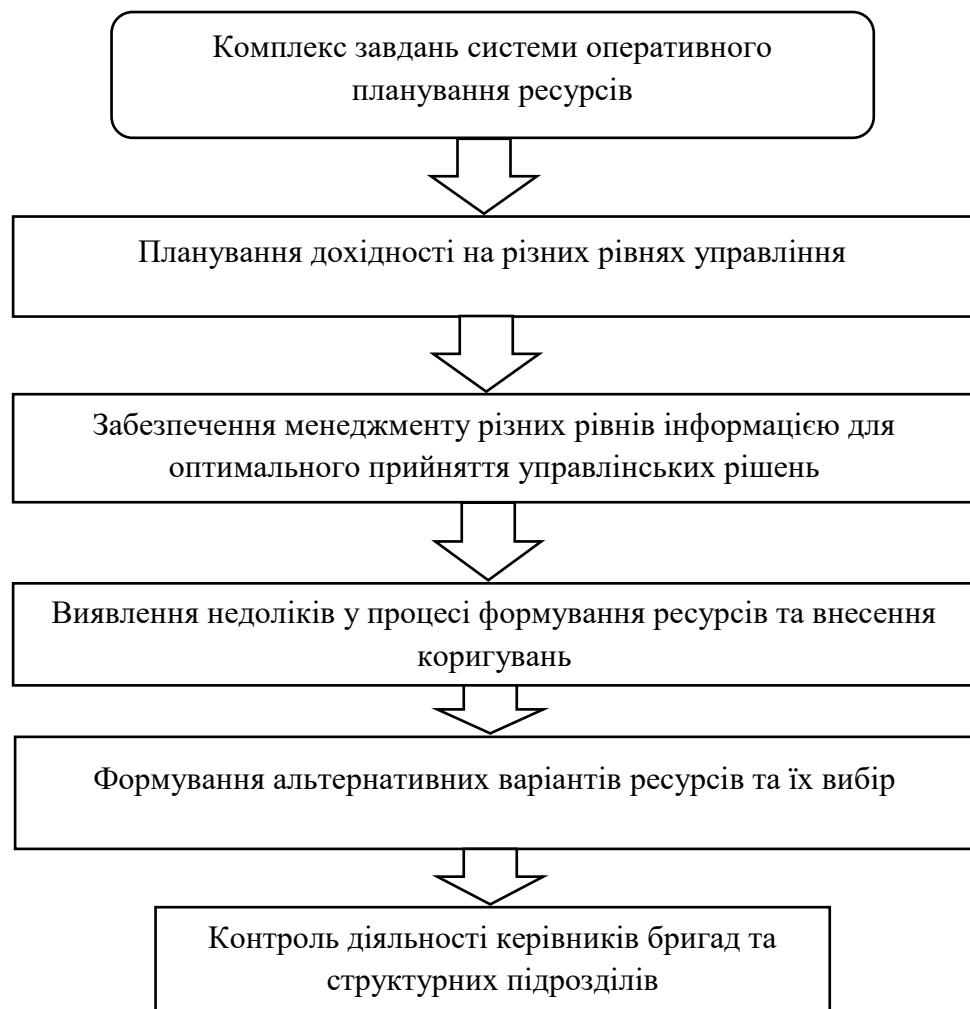 Комплекс завдань системи оперативного
планування ресурсів
Планування дохідності на різних рівнях управління
Забезпечення менеджменту різних рівнів інформацією для
оптимального прийняття управлінських рішень
Виявлення недоліків у процесі формування ресурсів та внесення
коригувань
Формування альтернативних варіантів ресурсів та їх вибір
Контроль діяльності керівників бригад та
структурних підрозділів